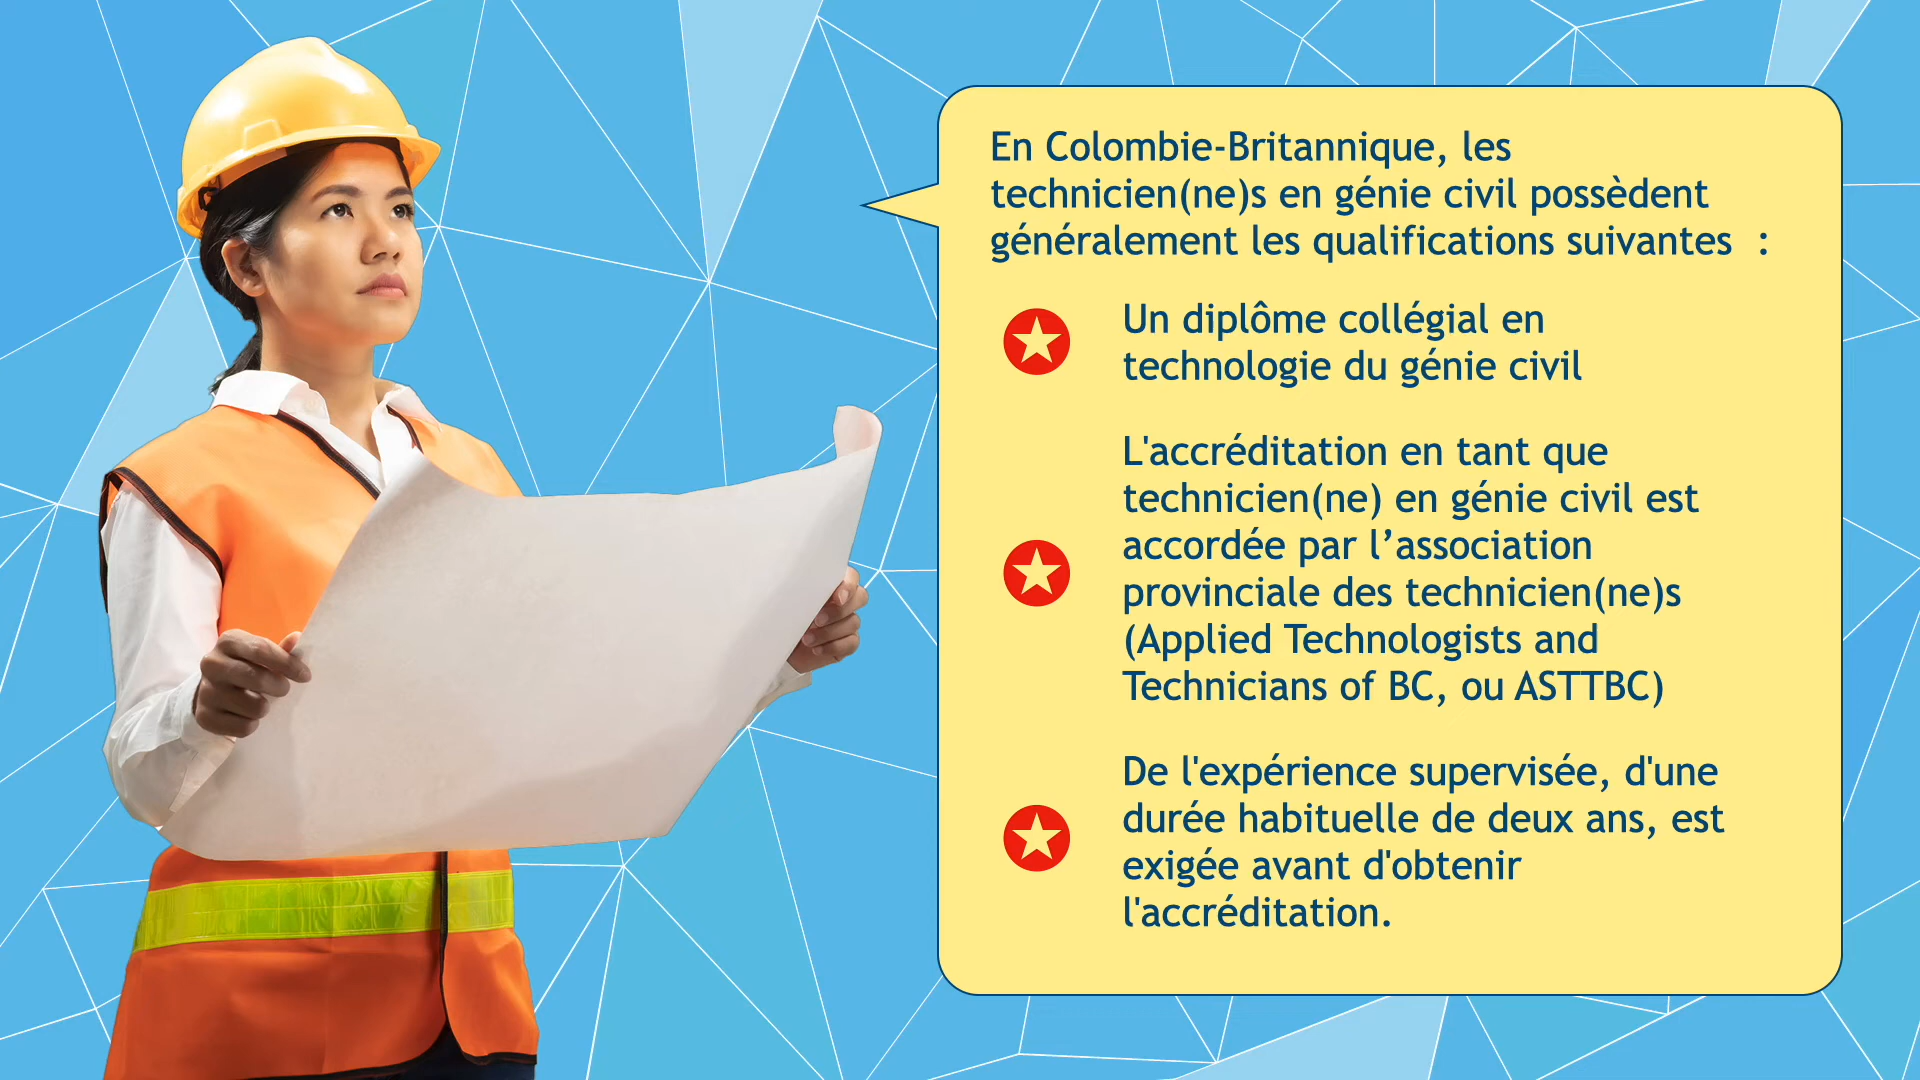 En Colombie-Britannique, les
technicien(ne)s en génie civil possèdent
généralement les qualifications suivantes  :
Un diplôme collégial en
technologie du génie civil
L'accréditation en tant que
technicien(ne) en génie civil est
accordée par l’association
provinciale des technicien(ne)s
(Applied Technologists and
Technicians of BC, ou ASTTBC)
De l'expérience supervisée, d'une
durée habituelle de deux ans, est
exigée avant d'obtenir
l'accréditation.